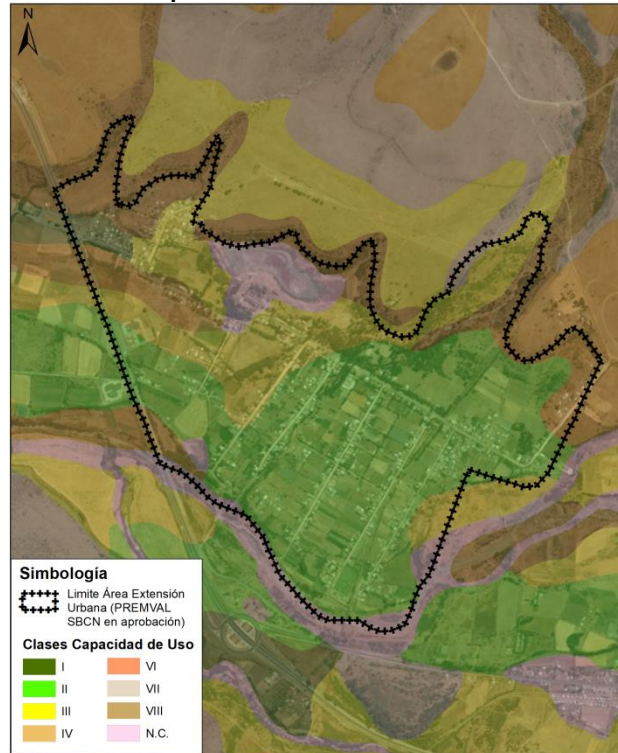 N
Simbología
Limite Área Extensión
Urbana (PREMVAL
SBCN en aprobación)
Clases Capacidad de Uso
I
VI
II
VII
III
VIII
IV
N.C.